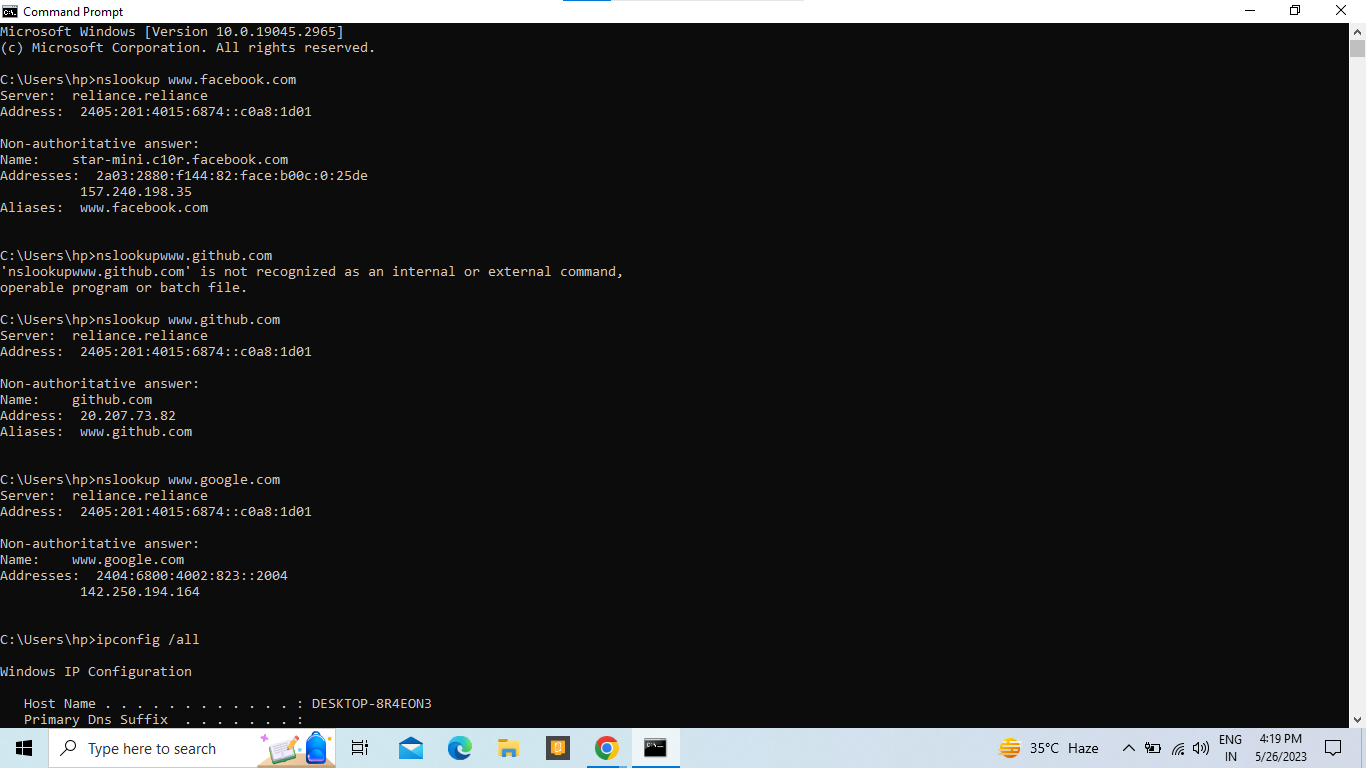 Command Prompt
Microsoft Windows [Version 10.0.19045.2965]
(c) Microsoft Corporation. All rights reserved.
C:\Users\hp>nslookup www.facebook.com
Server:  reliance.reliance
Address:  2405:201:4015:6874::c0a8:1d01
Non-authoritative answer:
Name:    star-mini.c10r.facebook.com
Addresses:  2a03:2880:f144:82:face:b00c:0:25de
157.240.198.35
Aliases:  www.facebook.com
C:\Users\hp>nslookupwww.github.com
'nslookupwww.github.com' is not recognized as an internal or external command,
operable program or batch file.
C:\Users\hp>nslookup www.github.com
Server:  reliance.reliance
Address:  2405:201:4015:6874::c0a8:1d01
Non-authoritative answer:
Name:    github.com
Address:  20.207.73.82
Aliases:  www.github.com
C:\Users\hp>nslookup www.google.com
Server:  reliance.reliance
Address:  2405:201:4015:6874::c0a8:1d01
Non-authoritative answer:
Name:    www.google.com
Addresses:  2404:6800:4002:823::2004
142.250.194.164
C:\Users\hp>ipconfig /all
Windows IP Configuration
Host Name . . . . . . . . . . . . : DESKTOP-8R4EON3
Primary Dns Suffix  . . . . . . . :
Type here to search
35°C  Haze
ENG
IN
4:19 PM
5/26/2023